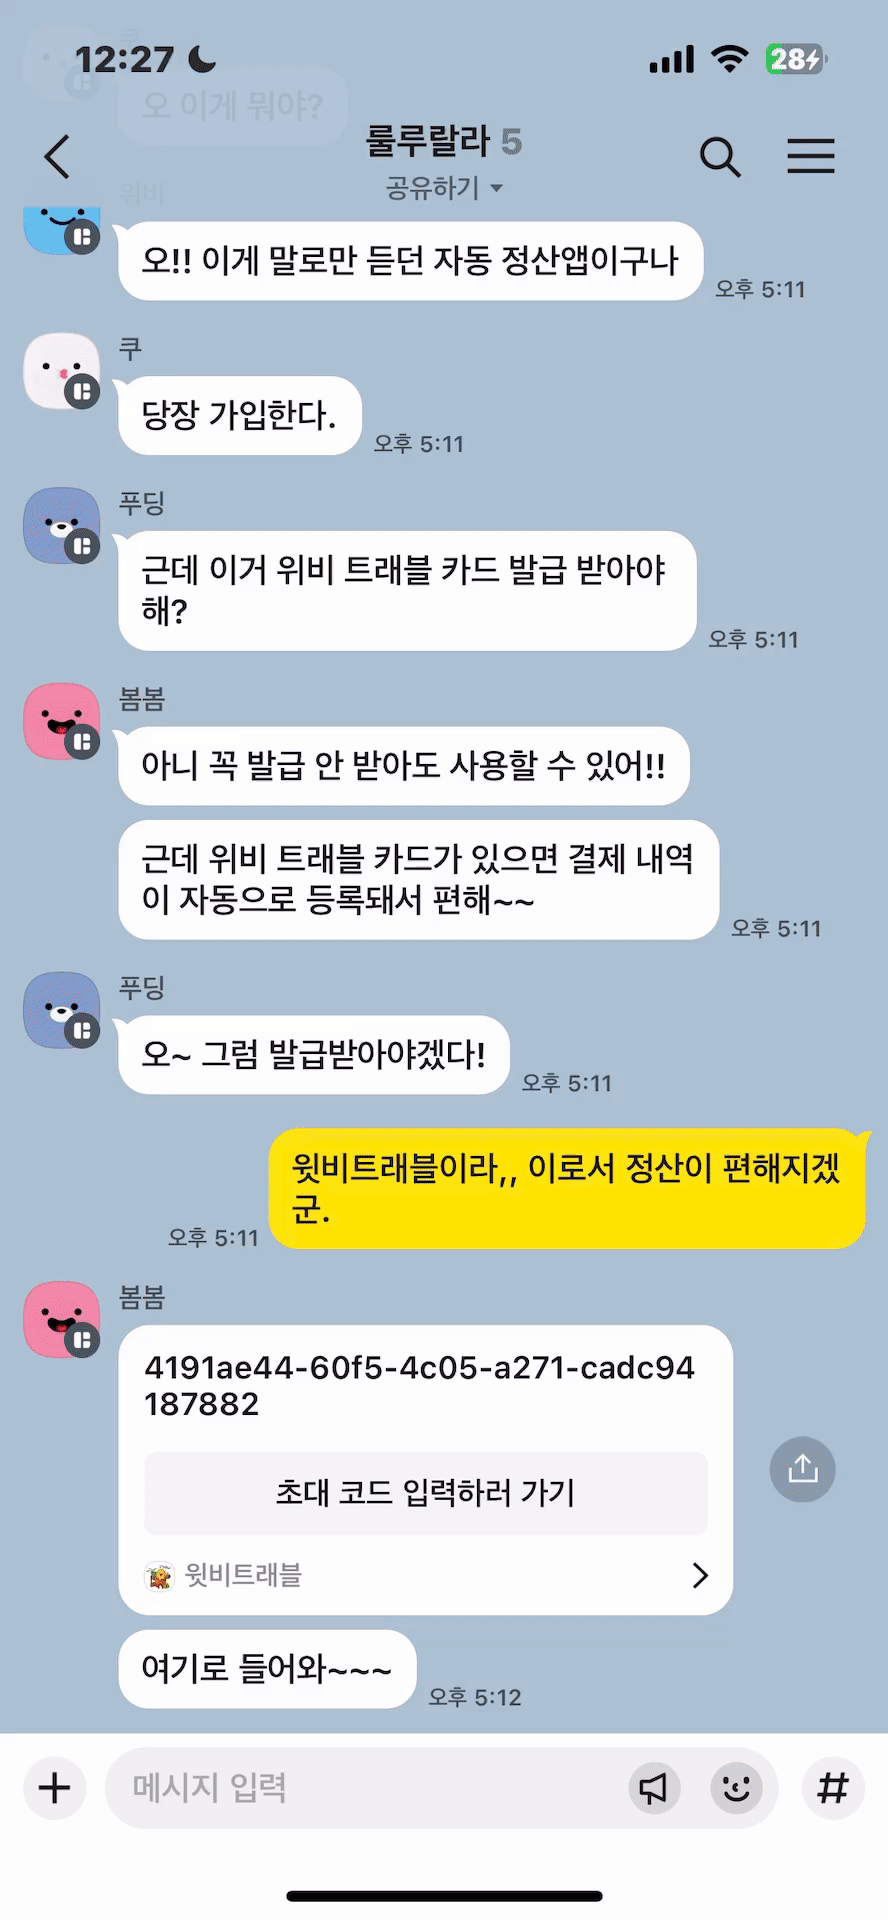 12:27
28
오 이게 뭐야?
룰루랄라 5
공유하기
위비
오!! 이게 말로만 듣던 자동 정산앱이구나
오후 5:11
쿠
당장 가입한다.
오후 5:11
푸딩
근데 이거 위비 트래블 카드 발급 받아야
해?
오후 5:11
봄봄
아니 꼭 발급 안 받아도 사용할 수 있어!!
근데 위비 트래블 카드가 있으면 결제 내역
이 자동으로 등록돼서 편해~~
오후 5:11
푸딩
오~ 그럼 발급받아야겠다!
오후 5:11
윗비트래블이라,, 이로서 정산이 편해지겠
군.
오후 5:11
봄봄
4191ae44-60f5-4c05-a271-cadc94
187882
초대 코드 입력하러 가기
윗비트래블
여기로 들어와~~~
오후 5:12
메시지 입력
#